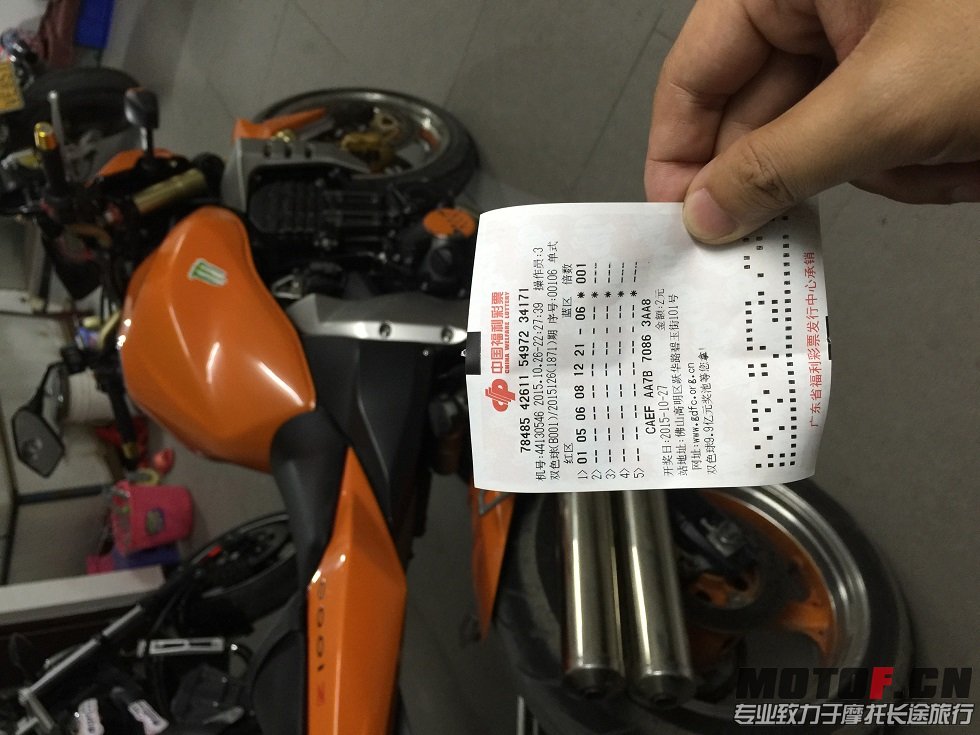 中国福利彩票
CHINA WELFARE LOTTERY
78485 42611 54972 34171
机号:44130546 2015.10.26-22:27:39 操作员:3
双色球(B001)/2015126(1871)期 序号:00106 单式
红区 蓝区 倍数
1> 01 05 06 08 12 21 - 06 * 001
2> -- -- -- -- -- -- - -- * ---
3> -- -- -- -- -- -- - -- * ---
4> -- -- -- -- -- -- - -- * ---
5> -- -- -- -- -- -- - -- * ---
CAEF AA7B 7086 3AA8
开奖日:2015-10-27 金额:2元
站地址:佛山高明区跃华路碧玉街101号
网址:www.gdfc.org.cn
双色球9.9亿元奖池等您拿!
广东省福利彩票发行中心承销
Z1000
MOTOF.CN
专业致力于摩托长途旅行